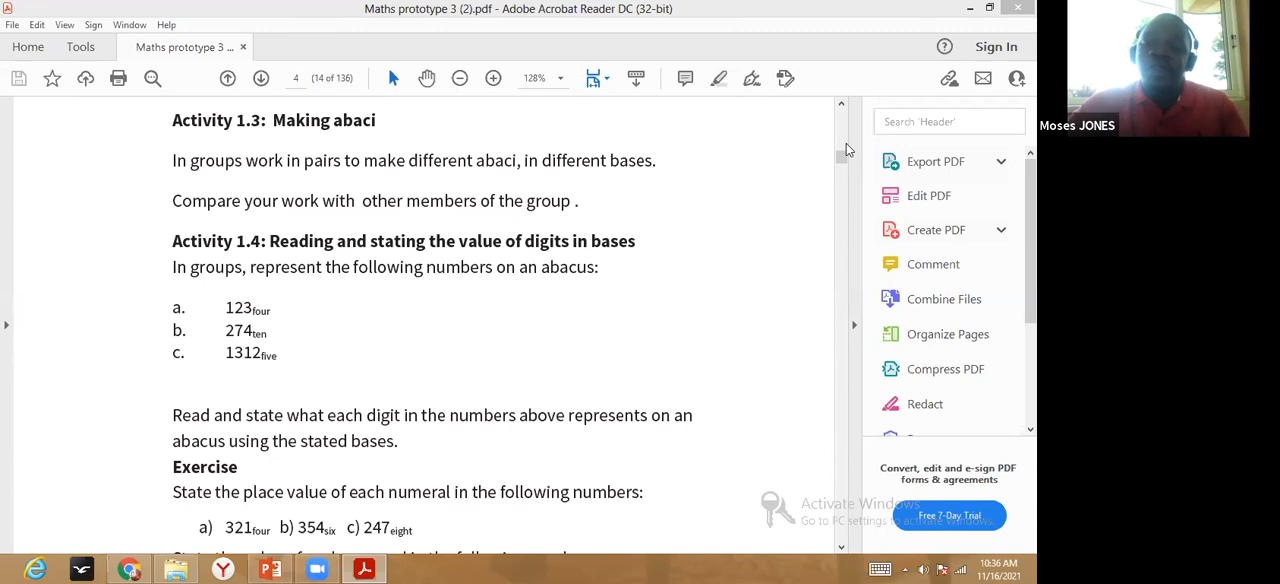 Maths prototype 3 (2).pdf - Adobe Acrobat Reader DC (32-bit)
File Edit View Sign Window Help
Home Tools Maths prototype 3 ... × Sign In
4 (14 of 136) 128%
Activity 1.3: Making abaci
In groups work in pairs to make different abaci, in different bases.
Compare your work with other members of the group .
Activity 1.4: Reading and stating the value of digits in bases
In groups, represent the following numbers on an abacus:
a. 123four
b. 274ten
c. 1312five
Read and state what each digit in the numbers above represents on an
abacus using the stated bases.
Exercise
State the place value of each numeral in the following numbers:
a) 321four b) 354six c) 247eight
Search 'Header'
Export PDF
Edit PDF
Create PDF
Comment
Combine Files
Organize Pages
Compress PDF
Redact
Convert, edit and e-sign PDF
forms & agreements
Free 7-Day Trial
Activate Windows
Go to PC settings to activate Windows.
Moses JONES
10:36 AM
11/16/2021